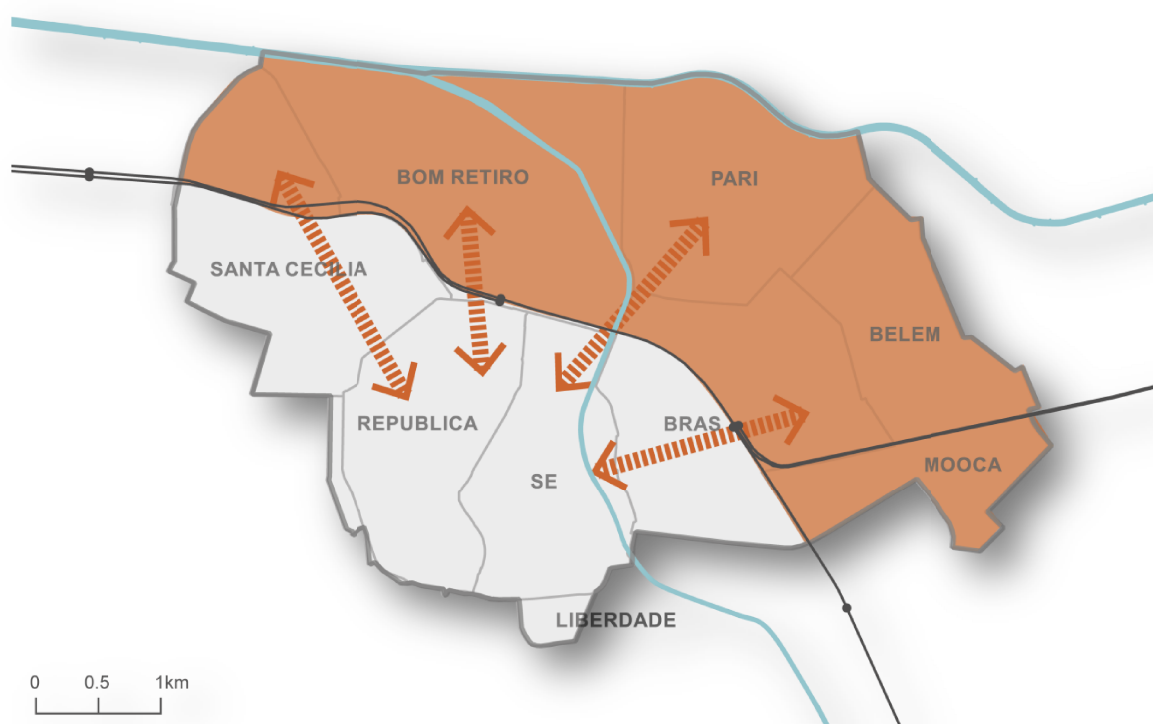 BOM RETIRO
PARI
SANTA CECILIA
BELEM
REPUBLICA
BRAS
MOOCA
SE
LIBERDADE
0 0.5 1km